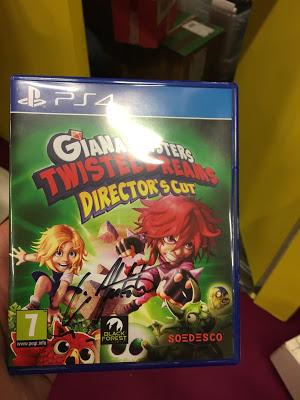 PS4
GIANA SISTERS
TWISTED DREAMS
DIRECTOR'S CUT
7
www.pegi.info
BLACK FOREST
SOEDESCO